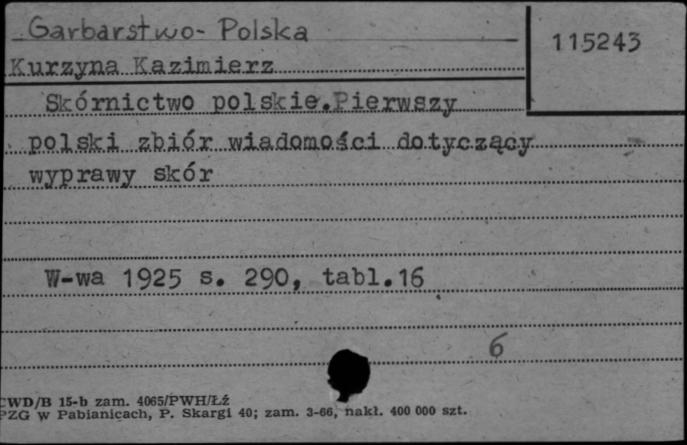 Garbarstwo - Polska
115243
Kurzyna Kazimierz
Skórnictwo polskie. Pierwszy
polski zbiór wiadomości dotyczący
wyprawy skór
W-wa 1925 s. 290, tabl. 16
6
CWD/B 15-b zam. 4065/PWH/Łź
PZG w Pabianicach, P. Skargi 40; zam. 3-66, nakł. 400 000 szt.